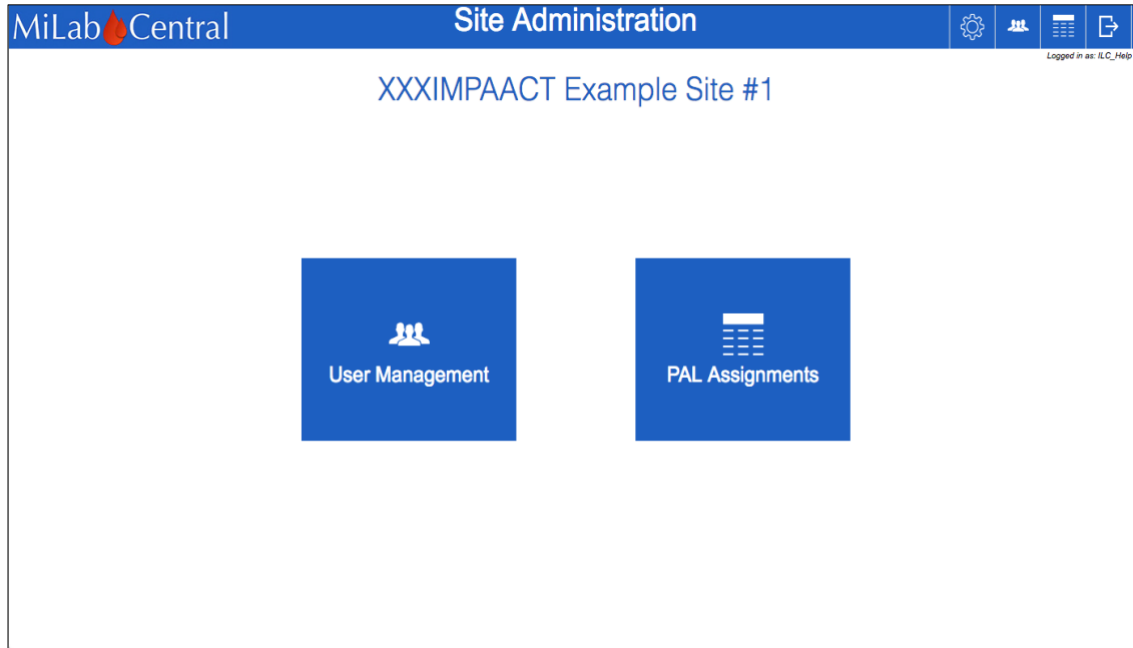 MiLab Central
Site Administration
Logged in as: ILC_Help
XXXIMPAACT Example Site #1
User Management
PAL Assignments